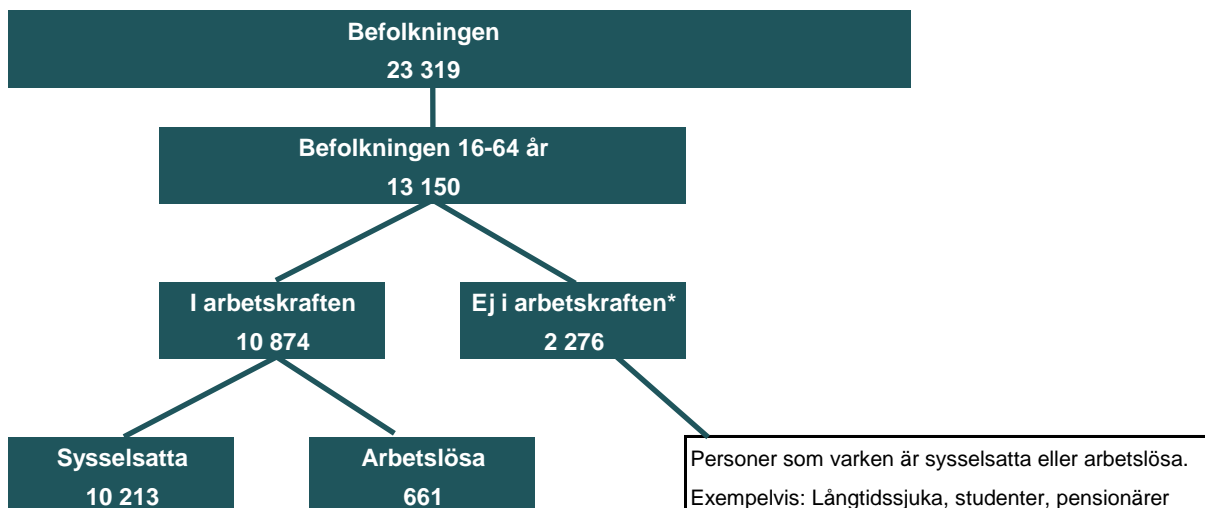 Befolkningen
23 319
Befolkningen 16-64 år
13 150
I arbetskraften
10 874
Ej i arbetskraften*
2 276
Sysselsatta
10 213
Arbetslösa
661
Personer som varken är sysselsatta eller arbetslösa.
Exempelvis: Långtidssjuka, studenter, pensionärer